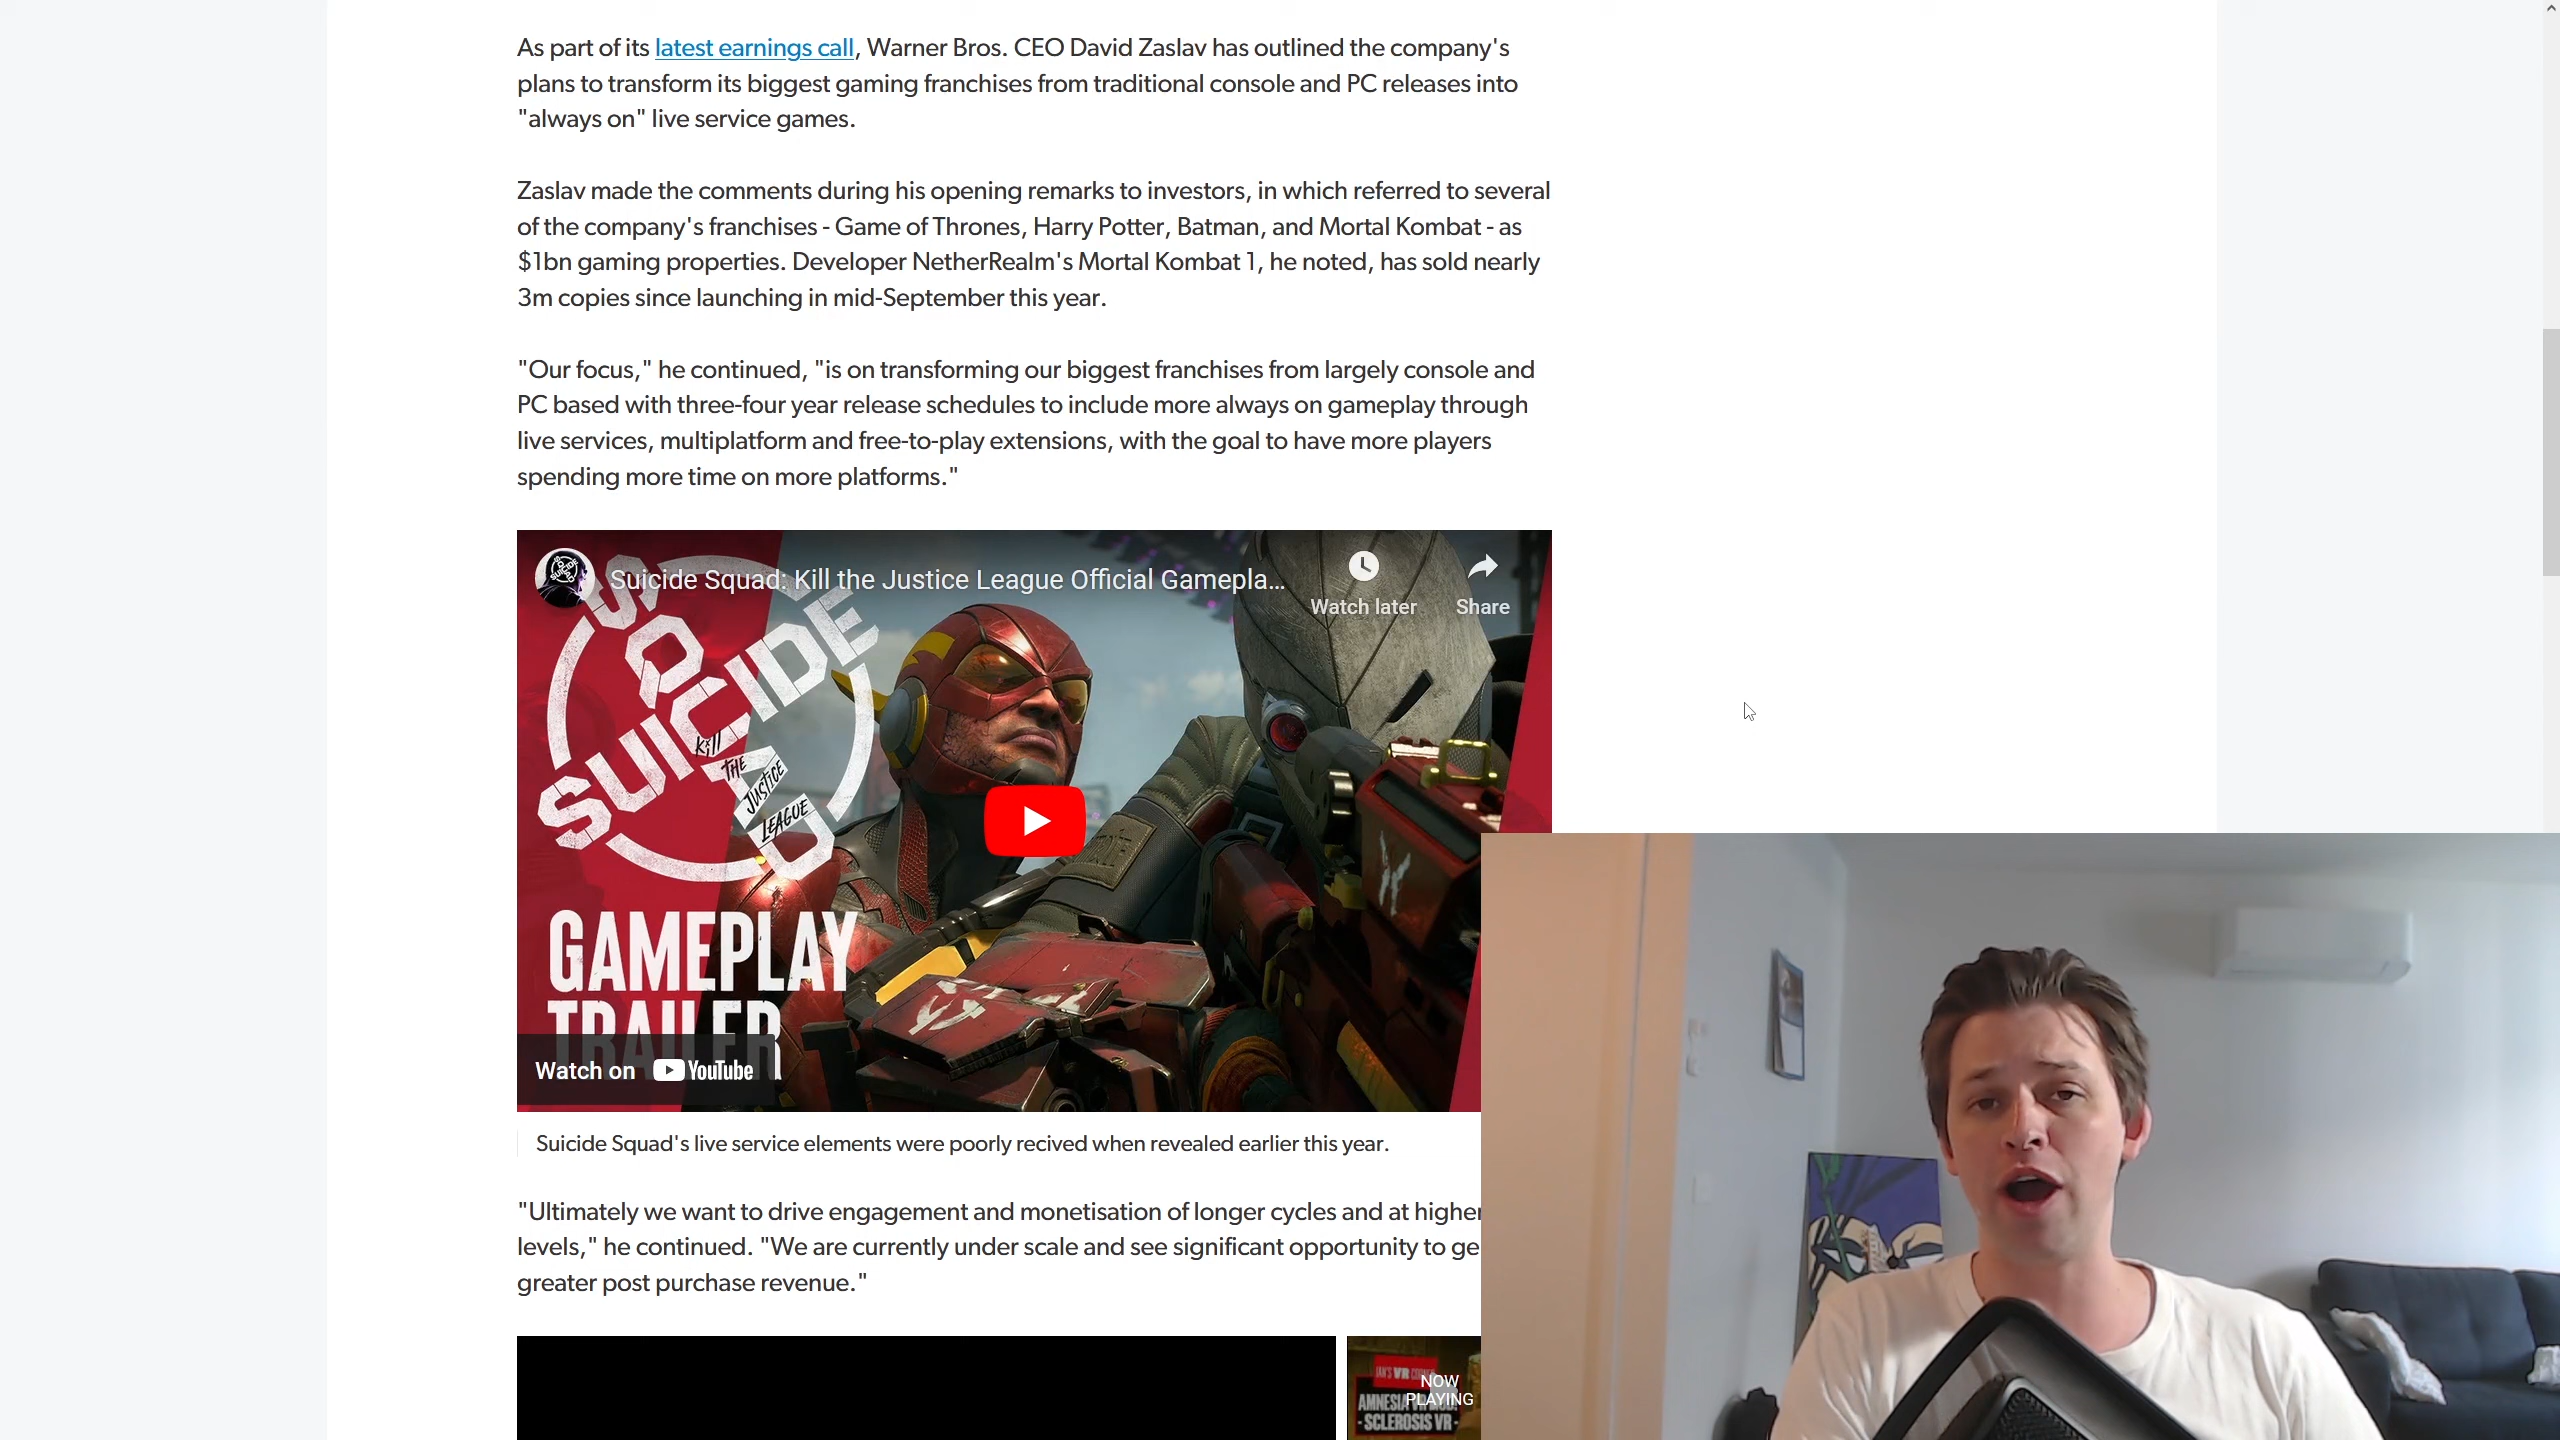 As part of its latest earnings call, Warner Bros. CEO David Zaslav has outlined the company's
plans to transform its biggest gaming franchises from traditional console and PC releases into
"always on" live service games.
Zaslav made the comments during his opening remarks to investors, in which referred to several
of the company's franchises - Game of Thrones, Harry Potter, Batman, and Mortal Kombat - as
$1bn gaming properties. Developer NetherRealm's Mortal Kombat 1, he noted, has sold nearly
3m copies since launching in mid-September this year.
"Our focus," he continued, "is on transforming our biggest franchises from largely console and
PC based with three-four year release schedules to include more always on gameplay through
live services, multiplatform and free-to-play extensions, with the goal to have more players
spending more time on more platforms."
Suicide Squad: Kill the Justice League Official Gamepla...
Watch later
Share
SUICIDE
SQUAD
Kill
THE
JUSTICE
LEAGUE
GAMEPLAY
TRAILER
Watch on YouTube
Suicide Squad's live service elements were poorly recived when revealed earlier this year.
"Ultimately we want to drive engagement and monetisation of longer cycles and at higher
levels," he continued. "We are currently under scale and see significant opportunity to ge
greater post purchase revenue."
IAN'S VR CORNER
NOW
PLAYING
AMNESIA
-SCLEROSIS VR-